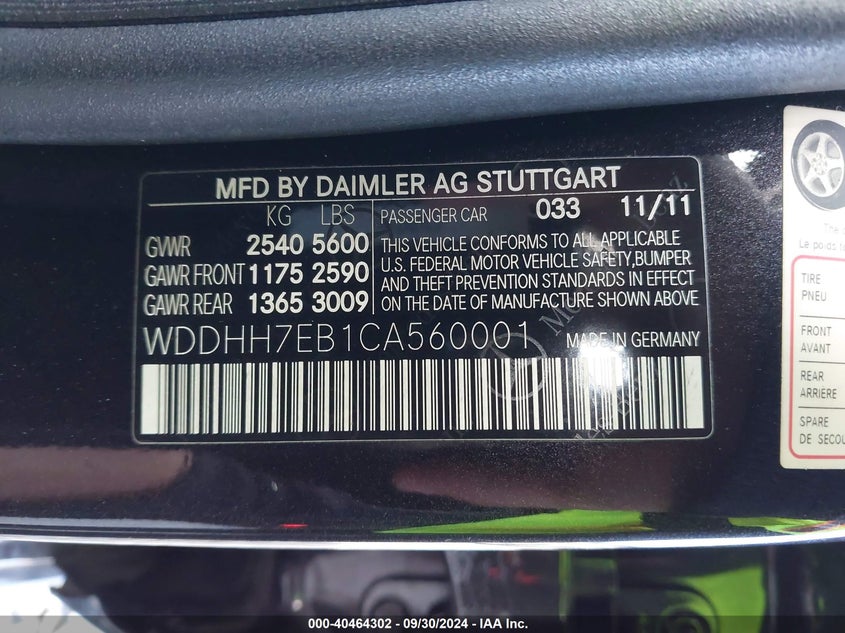 MFD BY DAIMLER AG STUTTGART
KG LBS PASSENGER CAR 033 11/11
GVWR 2540 5600
GAWR FRONT 1175 2590
GAWR REAR 1365 3009
THIS VEHICLE CONFORMS TO ALL APPLICABLE
U.S. FEDERAL MOTOR VEHICLE SAFETY,BUMPER
AND THEFT PREVENTION STANDARDS IN EFFECT
ON THE DATE OF MANUFACTURE SHOWN ABOVE
WDDHH7EB1CA560001 MADE IN GERMANY
The
Le poids
TIRE
PNEU
FRONT
AVANT
REAR
ARRIERE
SPARE
DE
000-40464302 - 09/30/2024 - IAA Inc.